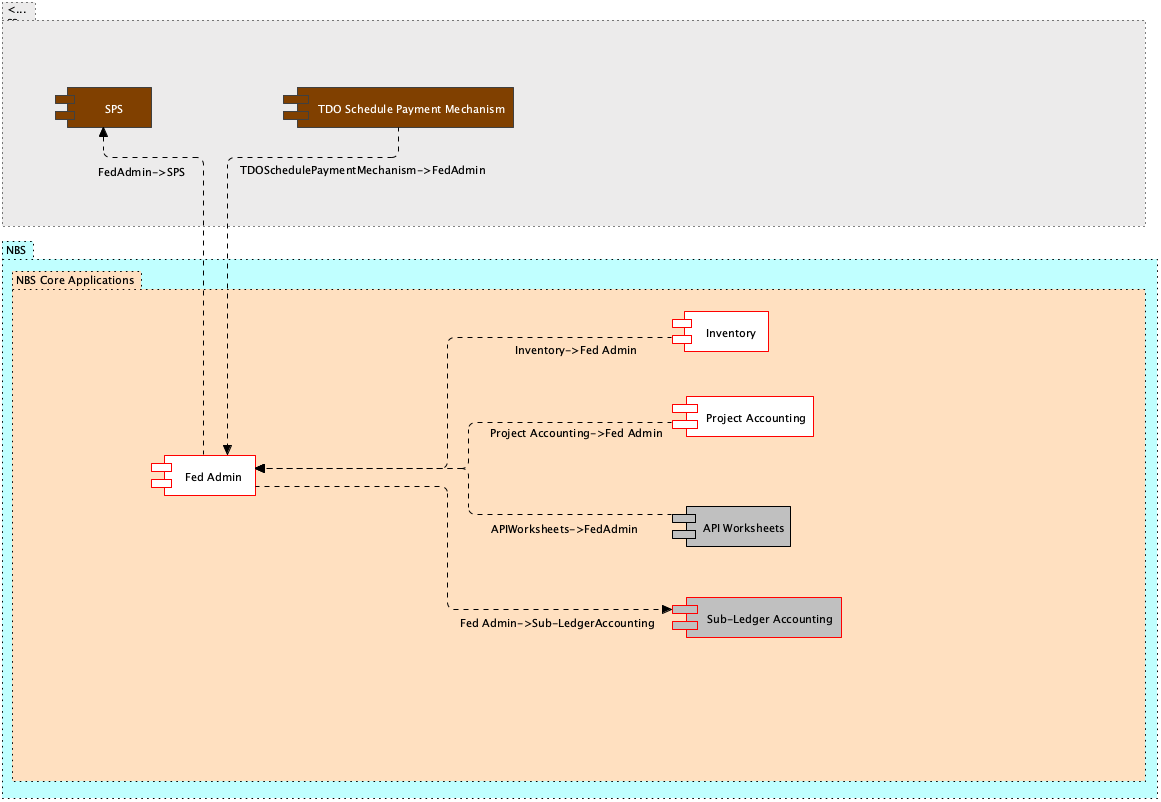 <...
SPS
TDO Schedule Payment Mechanism
FedAdmin->SPS
TDOSchedulePaymentMechanism->FedAdmin
NBS
NBS Core Applications
Inventory
Inventory->Fed Admin
Project Accounting
Project Accounting->Fed Admin
Fed Admin
API Worksheets
APIWorksheets->FedAdmin
Sub-Ledger Accounting
Fed Admin->Sub-LedgerAccounting